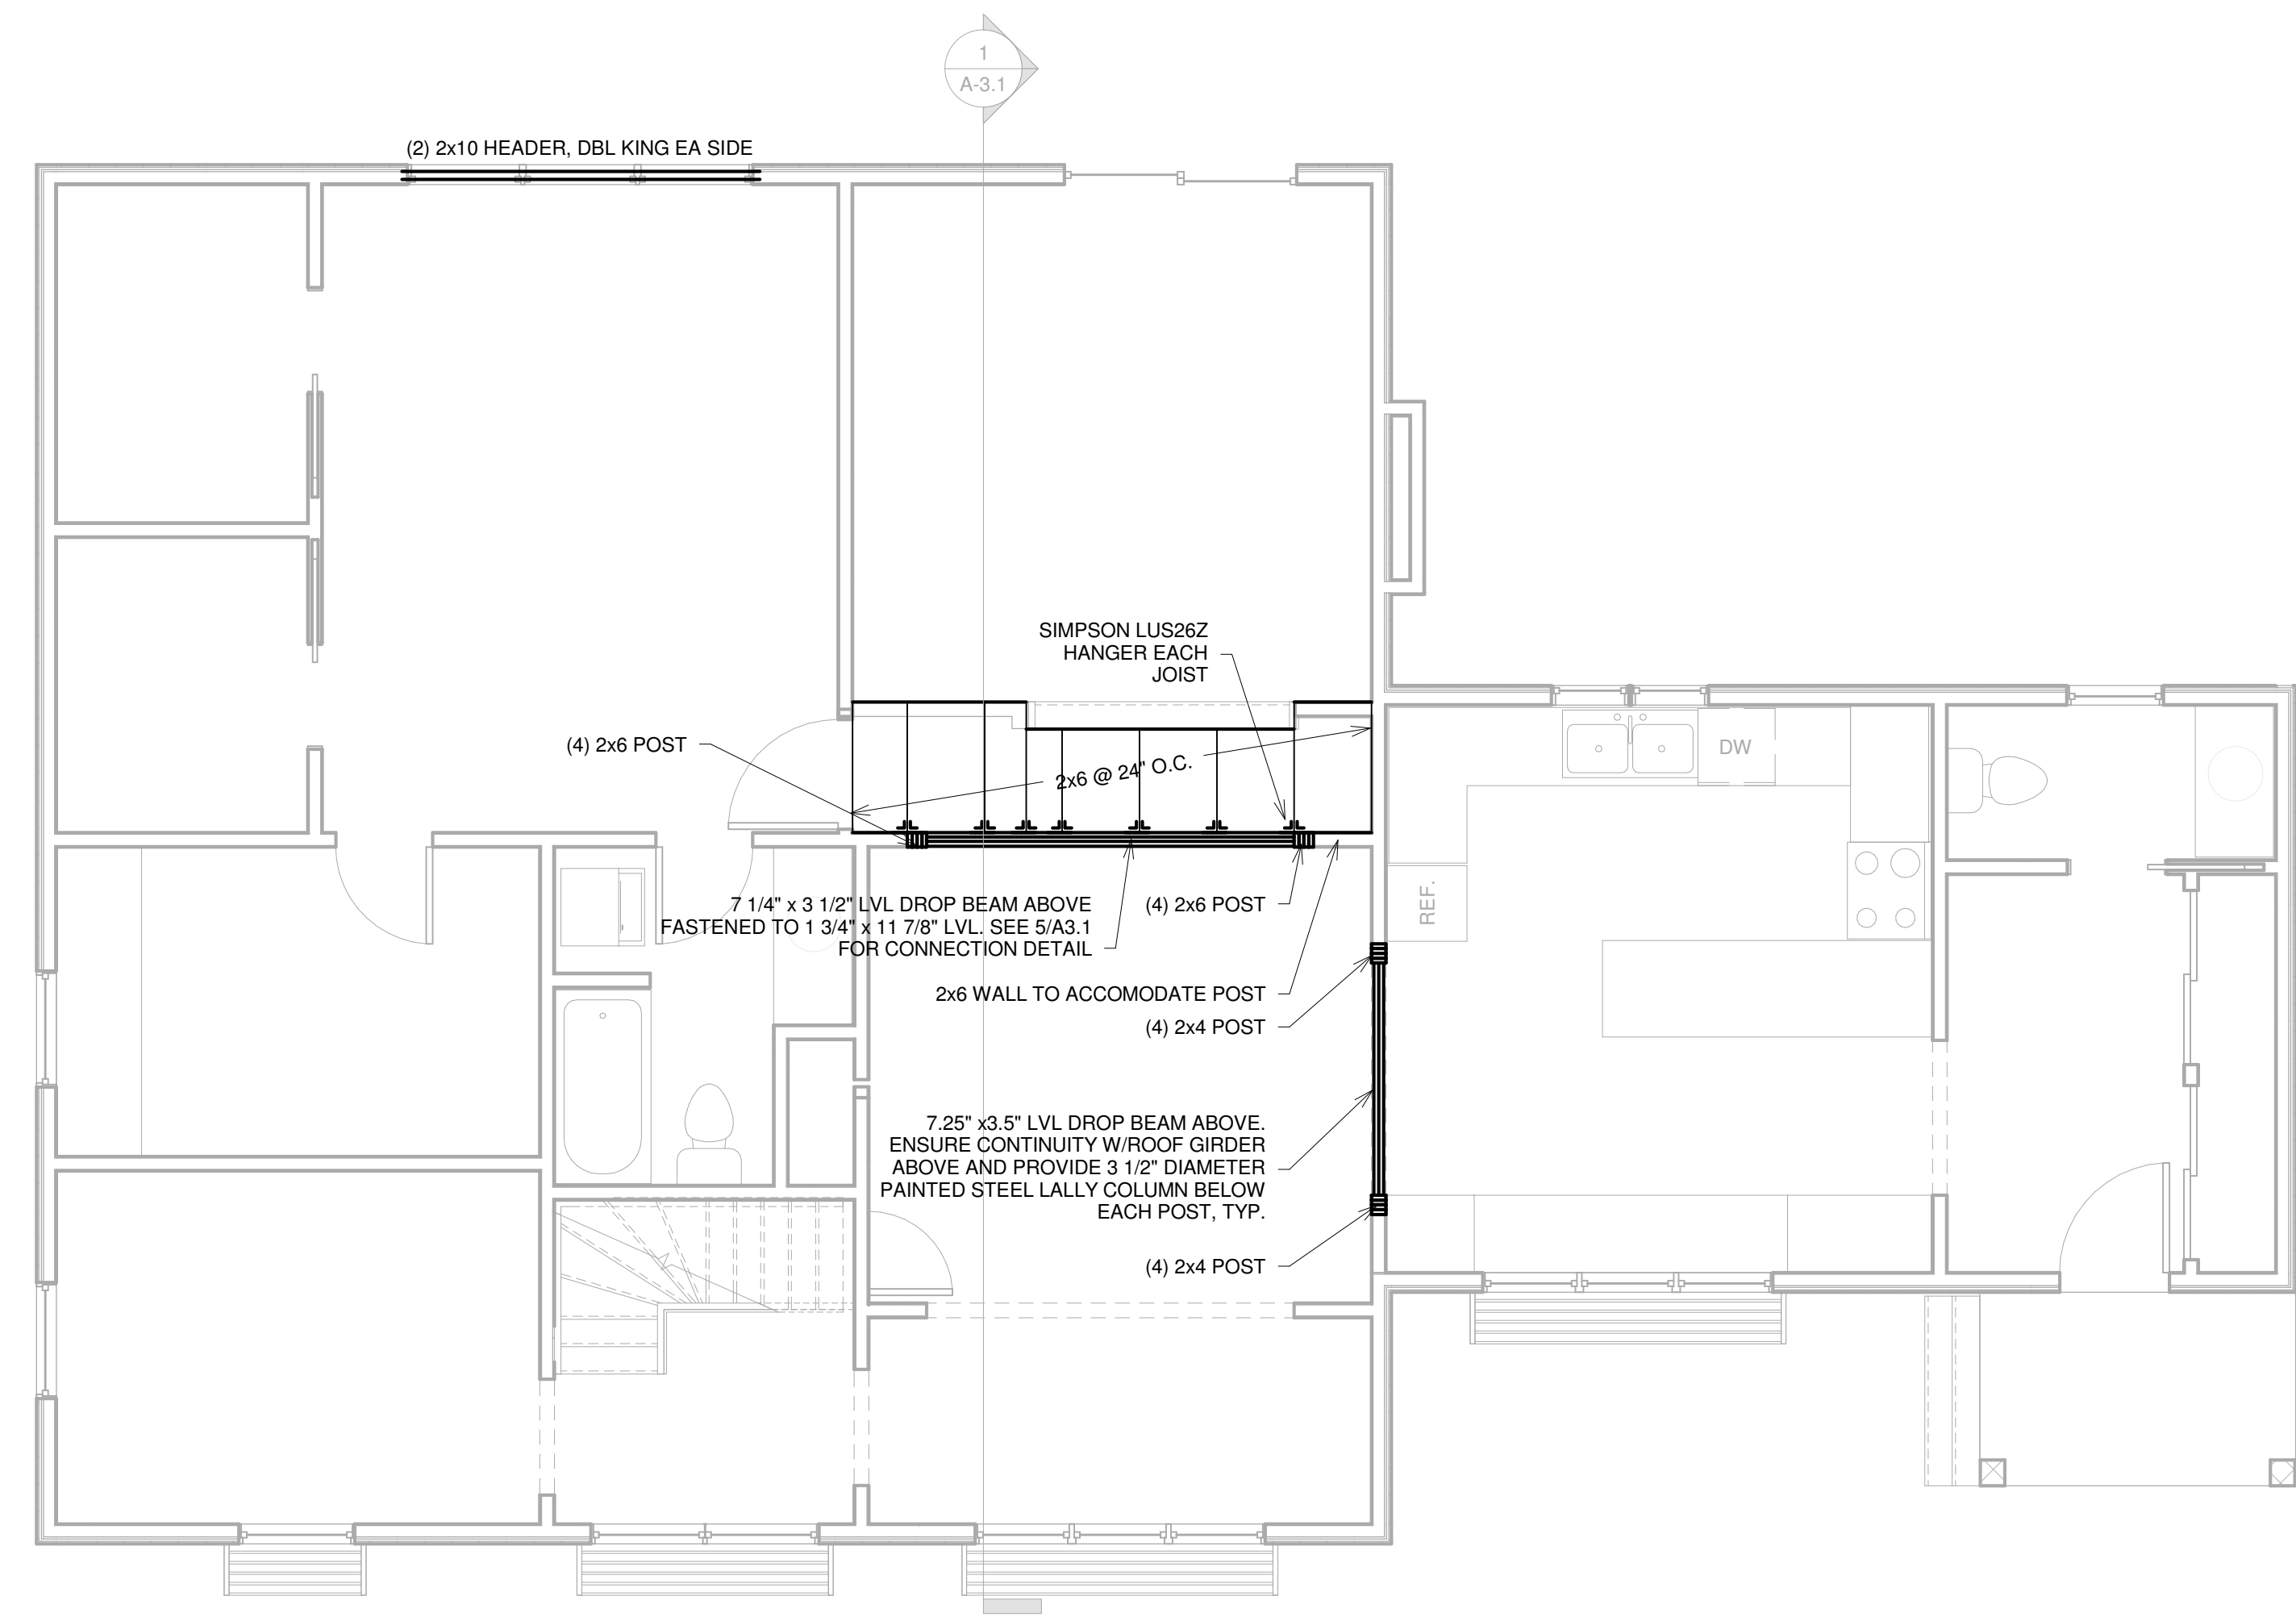 1
A-3.1
(2) 2x10 HEADER, DBL KING EA SIDE
SIMPSON LUS26Z
HANGER EACH
JOIST
(4) 2x6 POST
2x6 @ 24" O.C.
DW
REF.
7 1/4" x 3 1/2" LVL DROP BEAM ABOVE
FASTENED TO 1 3/4" x 11 7/8" LVL. SEE 5/A3.1
FOR CONNECTION DETAIL
(4) 2x6 POST
2x6 WALL TO ACCOMODATE POST
(4) 2x4 POST
7.25" x3.5" LVL DROP BEAM ABOVE.
ENSURE CONTINUITY W/ROOF GIRDER
ABOVE AND PROVIDE 3 1/2" DIAMETER
PAINTED STEEL LALLY COLUMN BELOW
EACH POST, TYP.
(4) 2x4 POST